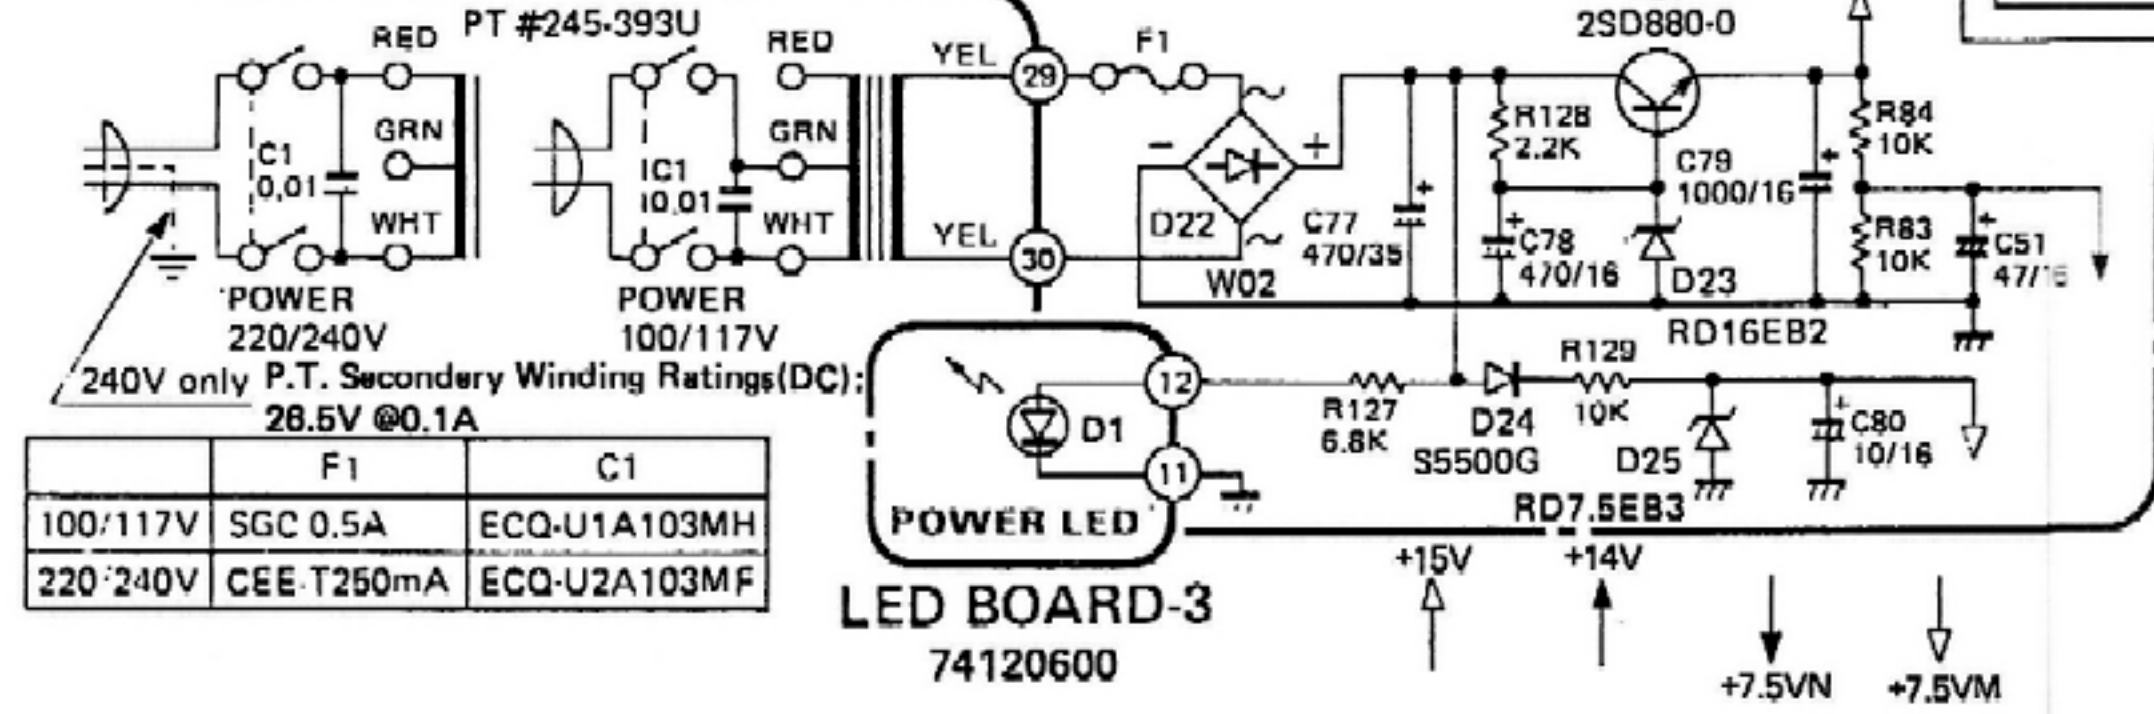 PT #245-393U
RED
RED
YEL
29
F1
2SD880-0
GRN
GRN
C1
0.01
C1
0.01
WHT
WHT
YEL
30
POWER
220/240V
POWER
100/117V
240V only
P.T. Secondary Winding Ratings(DC):
26.5V @0.1A
F1
C1
100/117V
SGC 0.5A
ECQ-U1A103MH
220·240V
CEE-T250mA
ECQ-U2A103MF
~
-
+
~
D22
W02
C77
470/35
+
R128
2.2K
+
C78
470/16
C79
1000/16
+
D23
RD16EB2
R84
10K
R83
10K
+
C51
12
11
D1
POWER LED
R127
6.8K
D24
S5500G
R129
10K
D25
RD7.5EB3
+
C80
10/16
LED BOARD-3
74120600
+15V
+14V
+7.5VN
+7.5VM